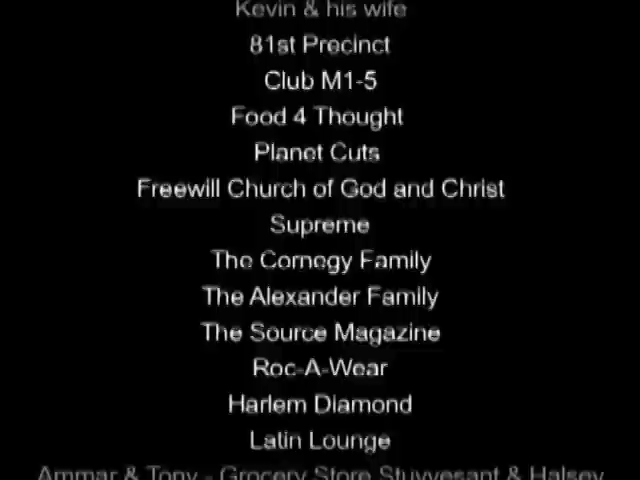 Kevin & his wife
81st Precinct
Club M1-5
Food 4 Thought
Planet Cuts
Freewill Church of God and Christ
Supreme
The Cornegy Family
The Alexander Family
The Source Magazine
Roc-A-Wear
Harlem Diamond
Latin Lounge
Ammar & Tony - Grocery Store Stuyvesant & Halsey